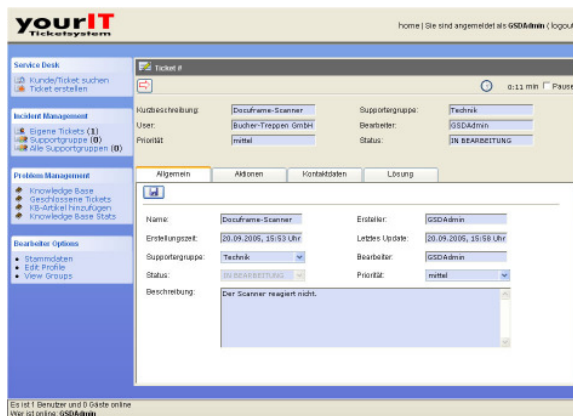 yourIT
Ticketsystem
home | Sie sind angemeldet als GSDAdmin ( logout
Service Desk
Kunde/Ticket suchen
Ticket erstellen
Incident Management
Eigene Tickets (1)
Supportgruppe (0)
Alle Supportgruppen (0)
Problem Management
Knowledge Base
Geschlossene Tickets
KB-Artikel hinzufügen
Knowledge Base Stats
Bearbeiter Options
Stammdaten
Edit Profile
View Groups
Ticket #
0:11 min Pause
Kurzbeschreibung: Docuframe-Scanner Supportergruppe: Technik
User: Bucher-Treppen GmbH Bearbeiter: GSDAdmin
Priorität mittel Status: IN BEARBEITUNG
Allgemein Aktionen Kontaktdaten Lösung
Name: Docuframe-Scanner Ersteller: GSDAdmin
Erstellungszeit: 20.09.2005, 15:53 Uhr Letztes Update: 20.09.2005, 15:58 Uhr
Supportergruppe: Technik Bearbeiter: GSDAdmin
Status: IN BEARBEITUNG Priorität: mittel
Beschreibung: Der Scanner reagiert nicht.
Es ist 1 Benutzer und 0 Gäste online
Wer ist online: GSDAdmin